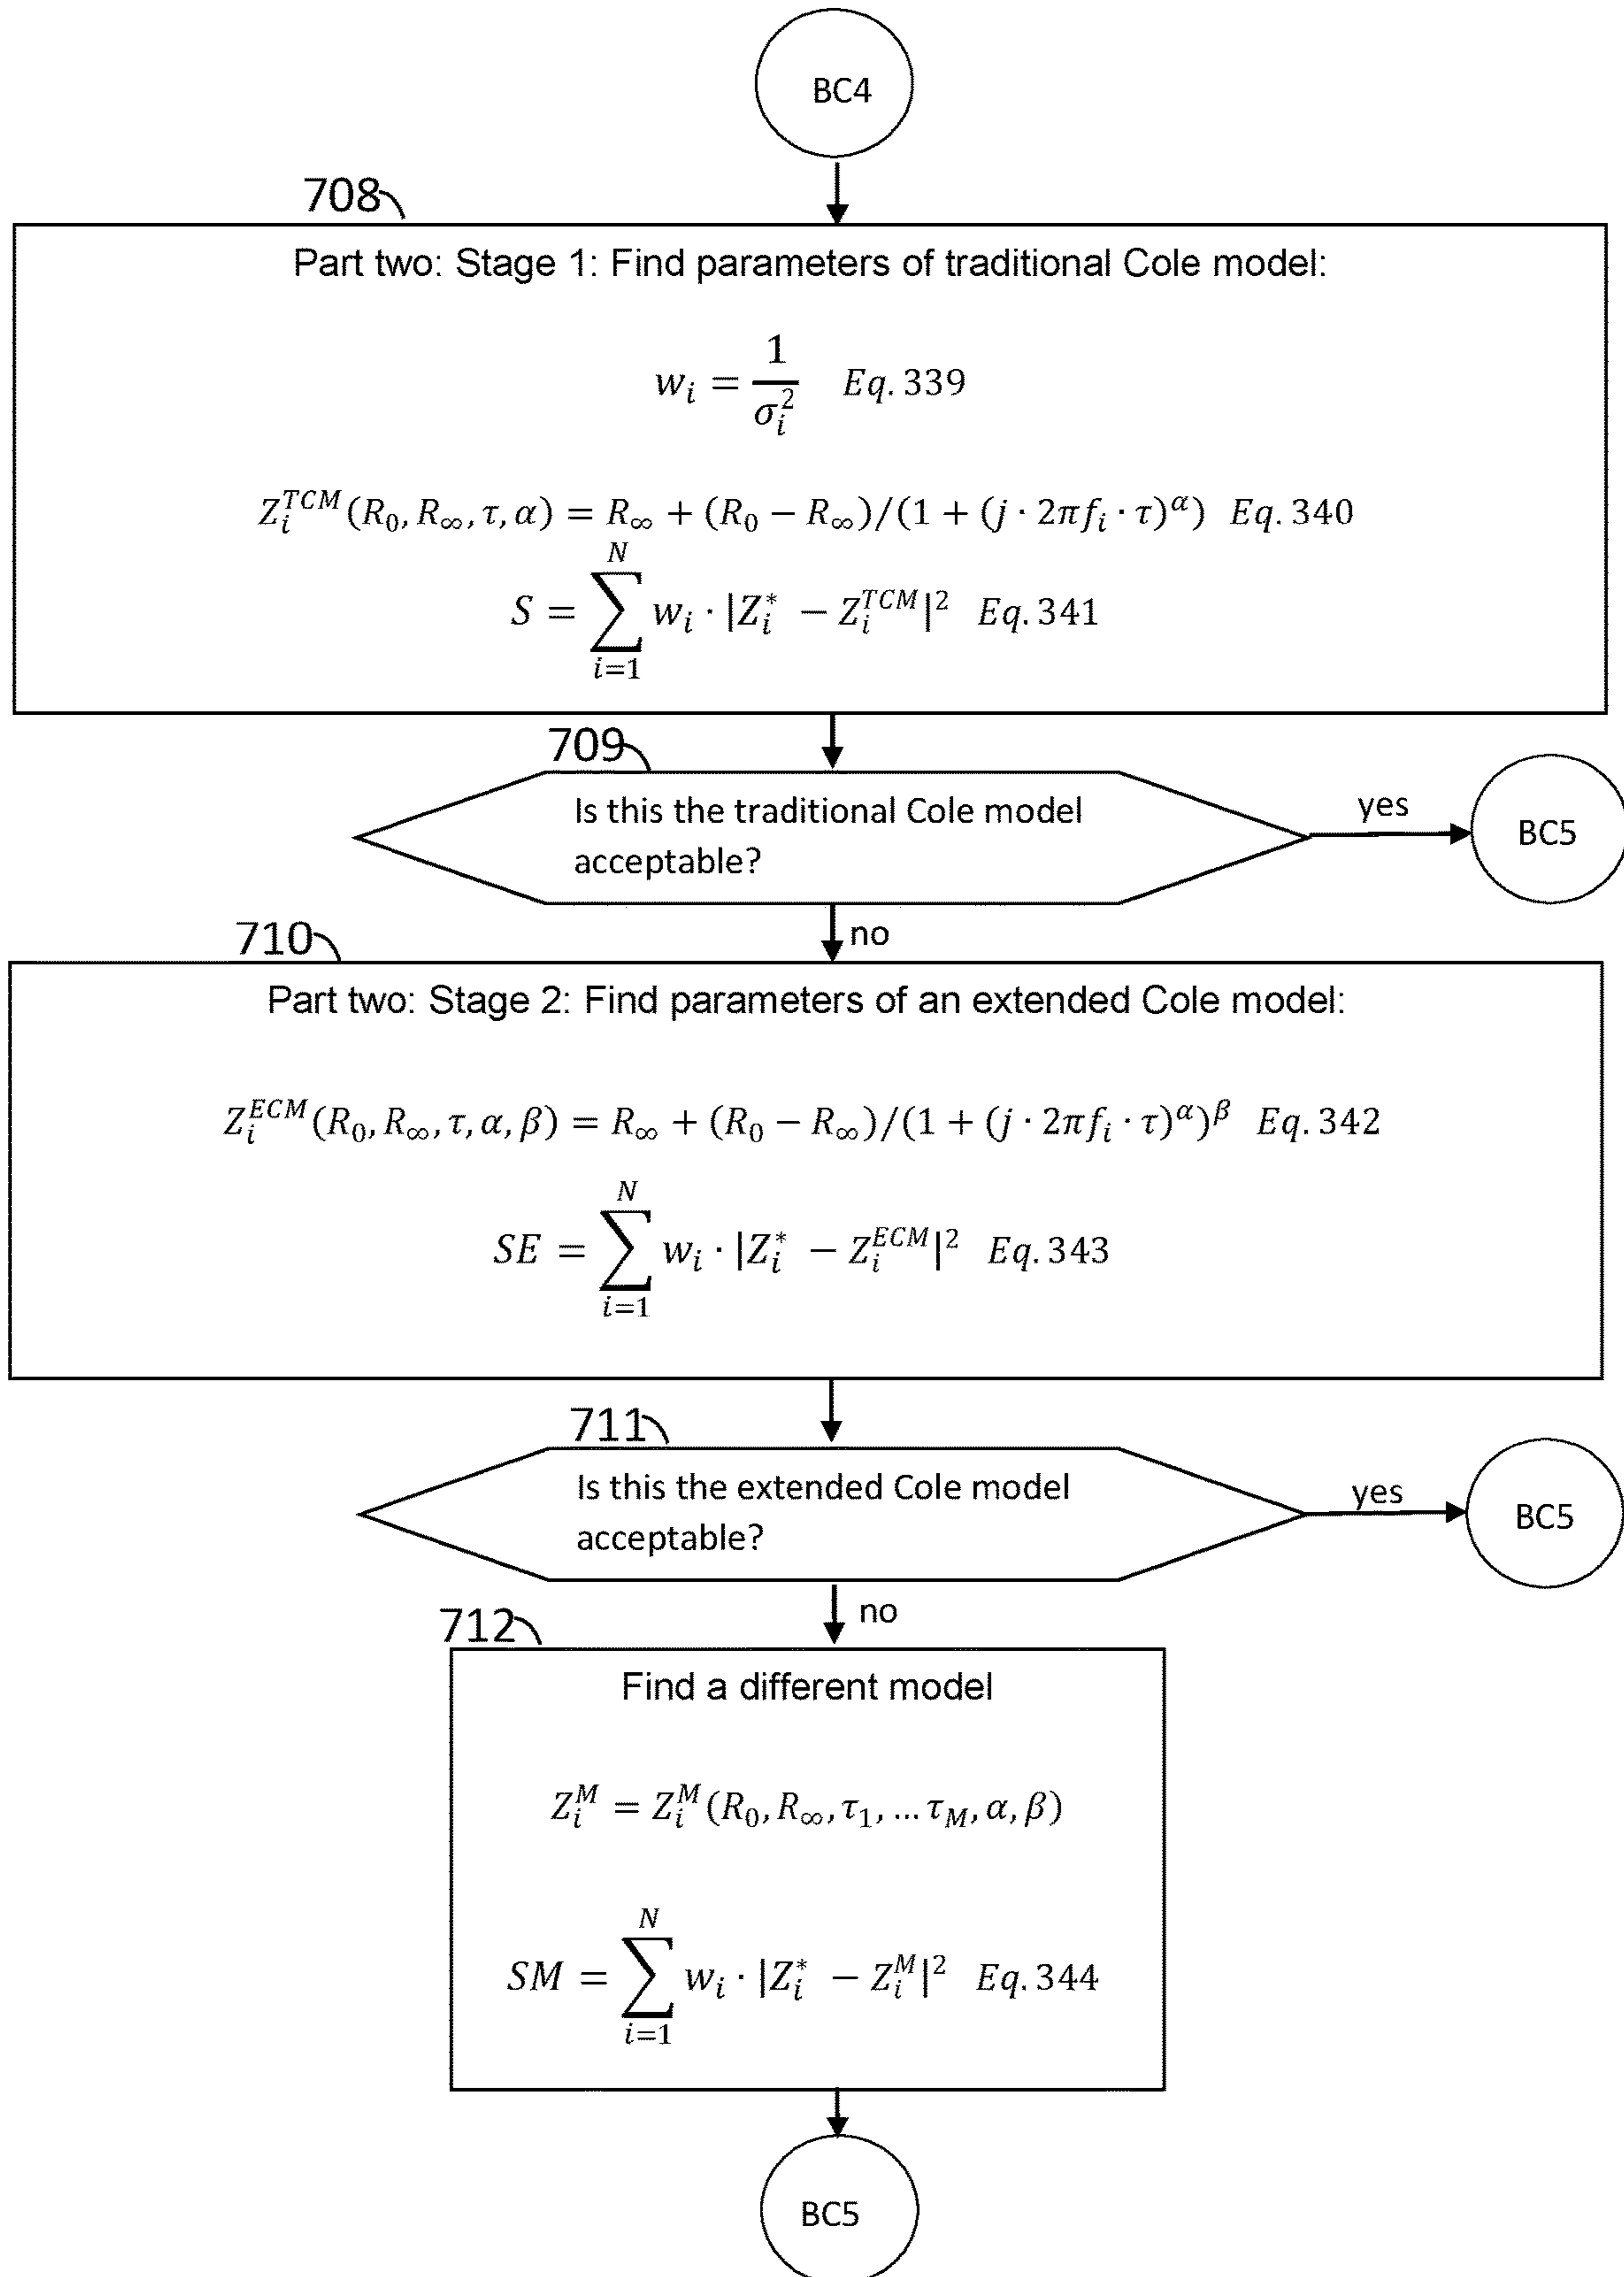 BC4
708
Part two: Stage 1: Find parameters of traditional Cole model:
w_i = 1/σ_i^2 Eq. 339
Z_i^{TCM}(R_0, R_∞, τ, α) = R_∞ + (R_0 − R_∞)/(1 + (j · 2πf_i · τ)^α) Eq. 340
S = ∑_{i=1}^{N} w_i · |Z_i^* − Z_i^{TCM}|^2 Eq. 341
709
Is this the traditional Cole model
acceptable?
yes
BC5
no
710
Part two: Stage 2: Find parameters of an extended Cole model:
Z_i^{ECM}(R_0, R_∞, τ, α, β) = R_∞ + (R_0 − R_∞)/(1 + (j · 2πf_i · τ)^α)^β Eq. 342
SE = ∑_{i=1}^{N} w_i · |Z_i^* − Z_i^{ECM}|^2 Eq. 343
711
Is this the extended Cole model
acceptable?
yes
BC5
no
712
Find a different model
Z_i^M = Z_i^M(R_0, R_∞, τ_1, … τ_M, α, β)
SM = ∑_{i=1}^{N} w_i · |Z_i^* − Z_i^M|^2 Eq. 344
BC5